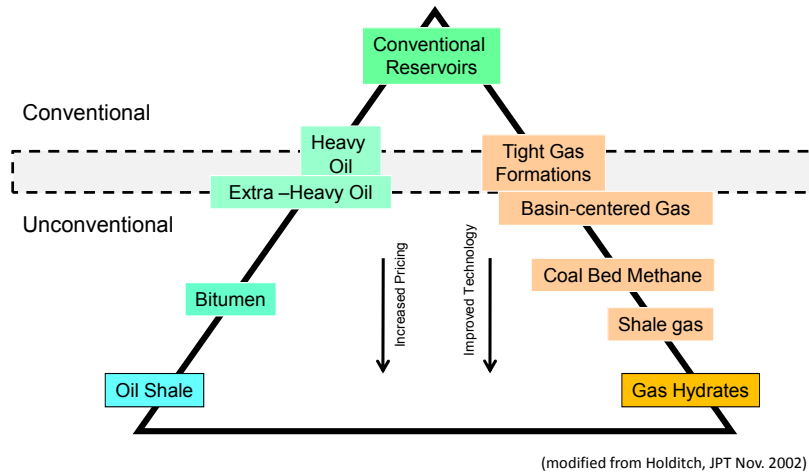 Conventional
Reservoirs
Conventional
Heavy
Oil
Tight Gas
Formations
Extra –Heavy Oil
Basin-centered Gas
Unconventional
Increased Pricing
Improved Technology
Coal Bed Methane
Bitumen
Shale gas
Oil Shale
Gas Hydrates
(modified from Holditch, JPT Nov. 2002)